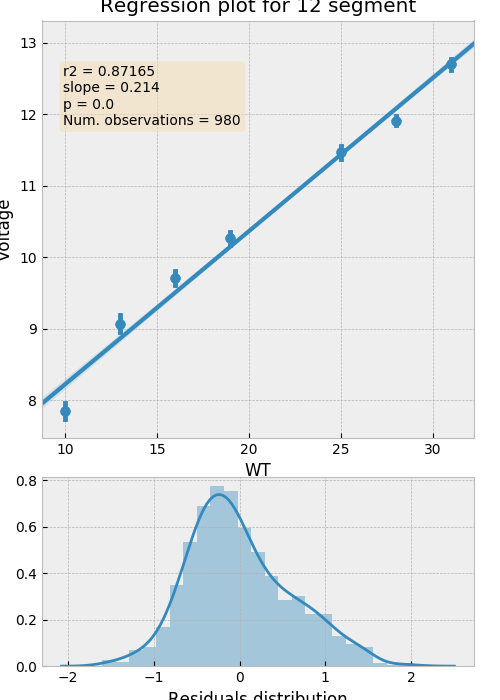 Regression plot for 12 segment
13
r2 = 0.87165
slope = 0.214
p = 0.0
Num. observations = 980
12
11
Voltage
10
9
8
10 15 20 25 30
WT
0.8
0.6
0.4
0.2
0.0
−2 −1 0 1 2
Residuals distribution